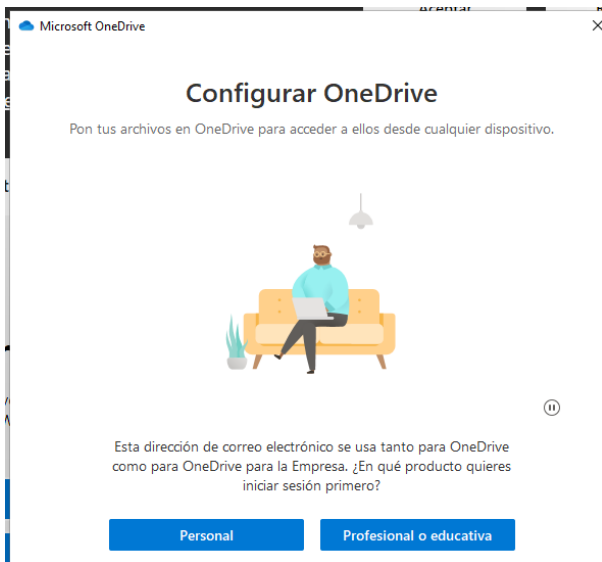 Aceptar
Microsoft OneDrive
Configurar OneDrive
Pon tus archivos en OneDrive para acceder a ellos desde cualquier dispositivo.
Esta dirección de correo electrónico se usa tanto para OneDrive
como para OneDrive para la Empresa. ¿En qué producto quieres
iniciar sesión primero?
Personal
Profesional o educativa